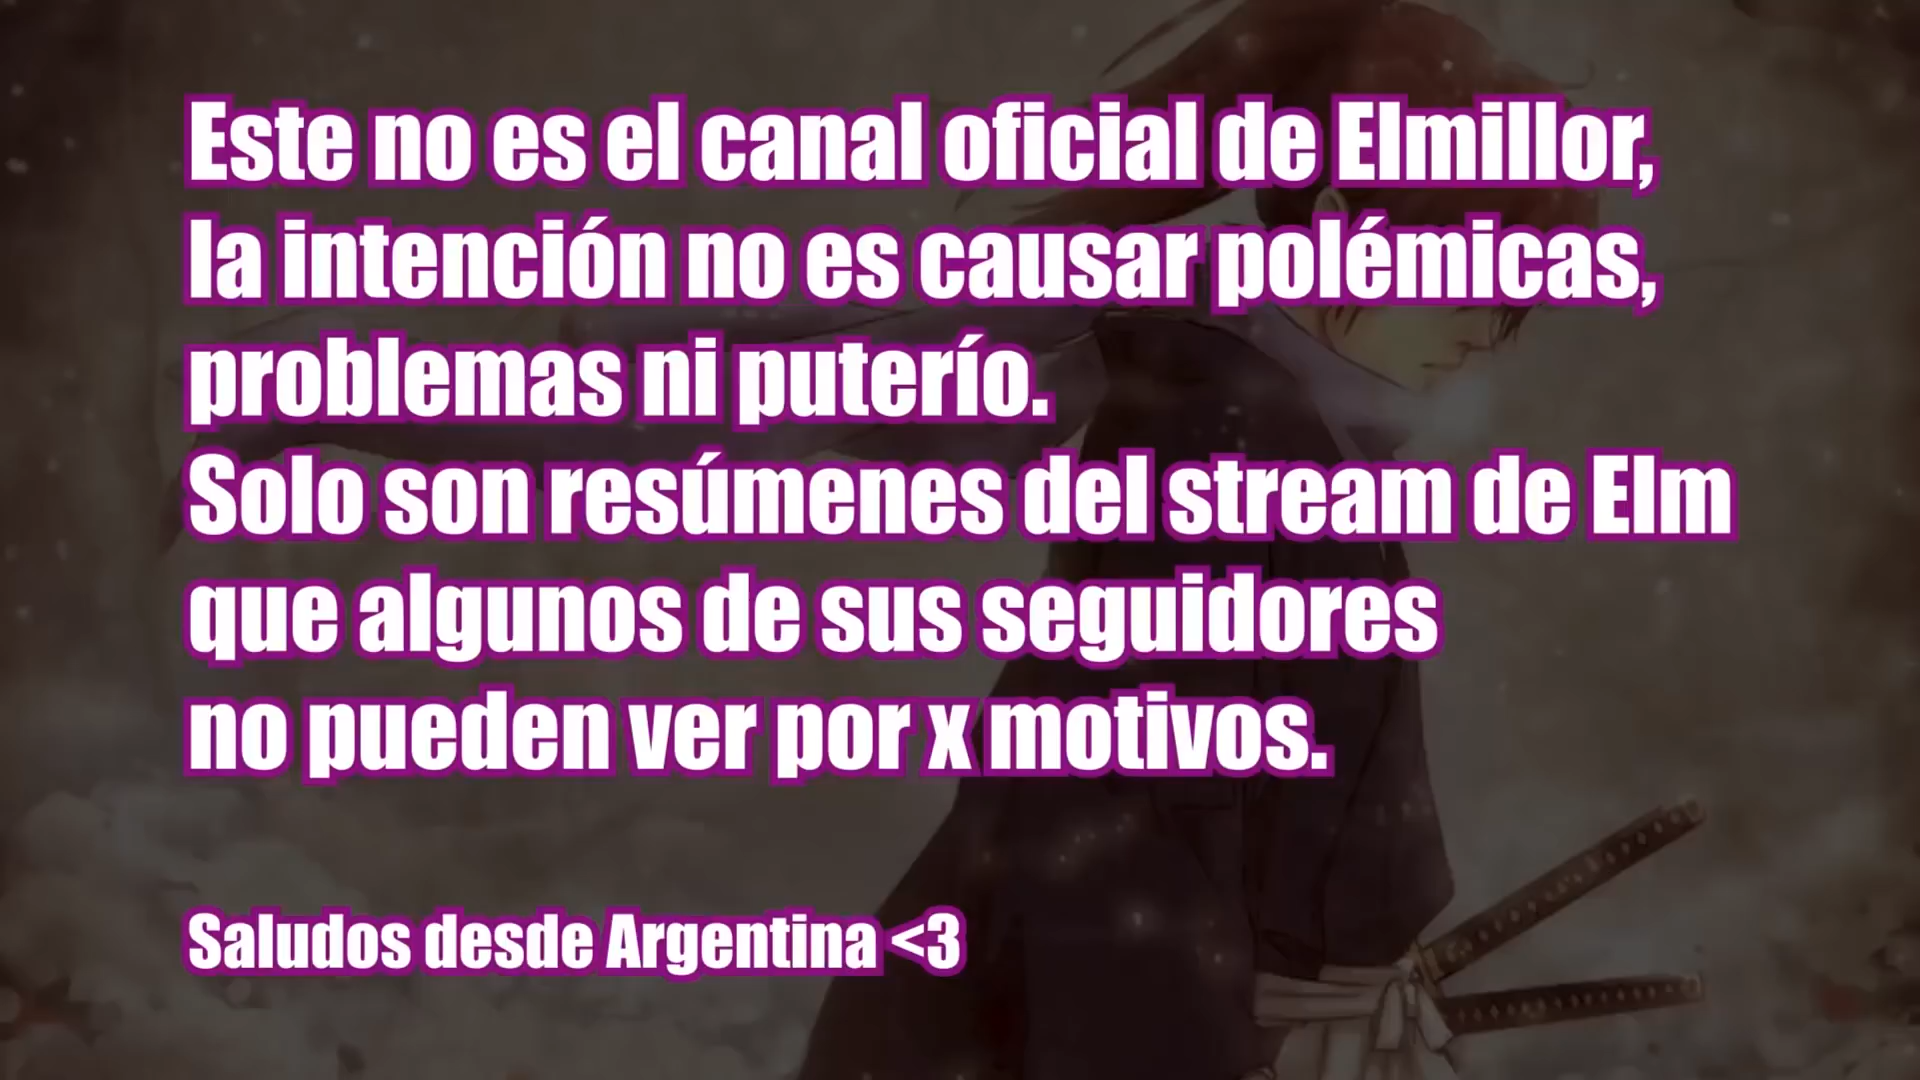 Este no es el canal oficial de Elmillor,
la intención no es causar polémicas,
problemas ni puterío.
Solo son resúmenes del stream de Elm
que algunos de sus seguidores
no pueden ver por x motivos.
Saludos desde Argentina <3